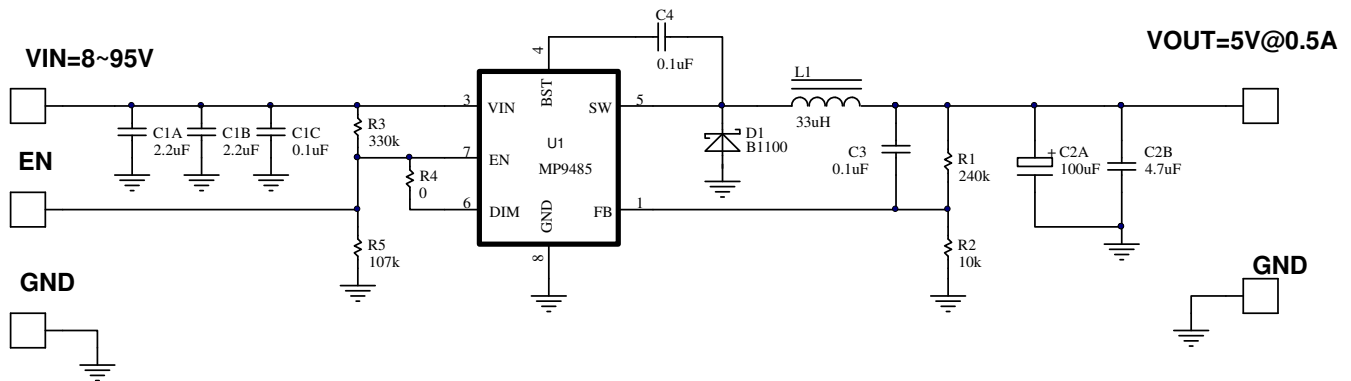 C4
4
0.1uF
VIN=8~95V
VOUT=5V@0.5A
L1
3
VIN
BST
SW
5
33uH
C1A
2.2uF
C1B
2.2uF
C1C
0.1uF
R3
330k
U1
MP9485
D1
B1100
C3
0.1uF
R1
240k
C2A
100uF
+
C2B
4.7uF
EN
7
EN
R4
0
6
DIM
GND
FB
1
R5
107k
8
R2
10k
GND
GND